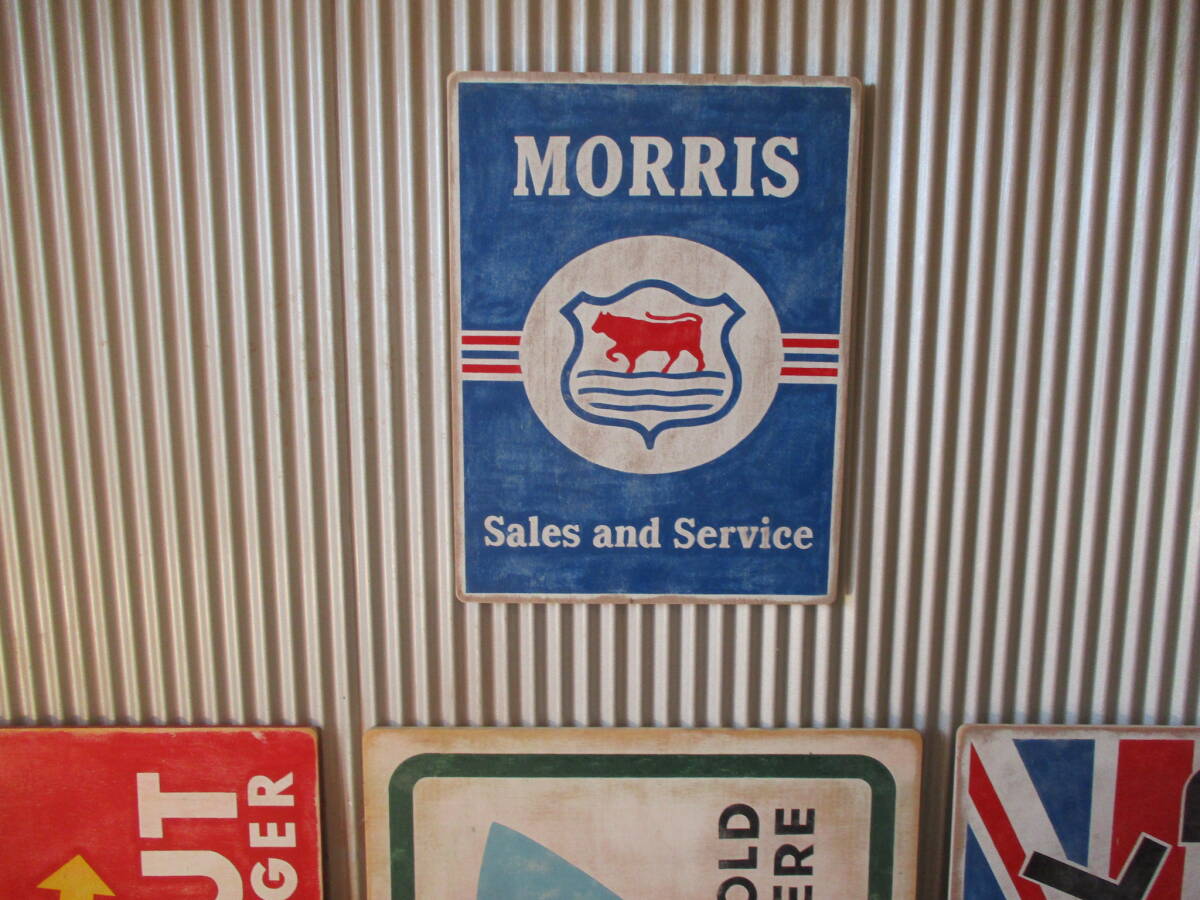 MORRIS
Sales and Service
UT
GER
OLD
ERE